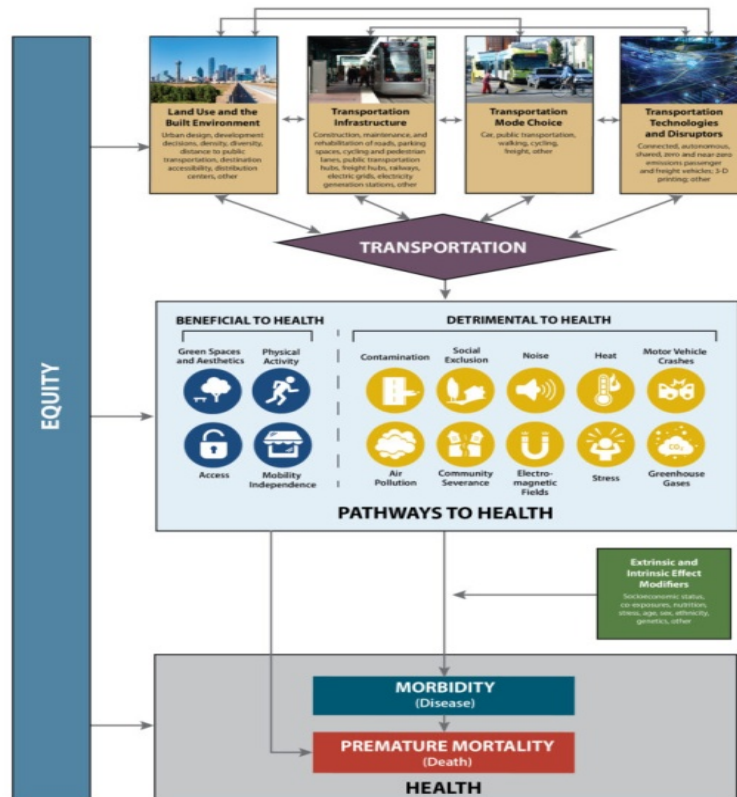 EQUITY
Land Use and the
Built Environment
Urban design, development
decisions, density, diversity,
distance to public
transportation, destination
accessibility, distribution
centers, other
Transportation
Infrastructure
Construction, maintenance, and
rehabilitation of roads, parking
spaces, cycling and pedestrian
lanes, public transportation
hubs, freight hubs, railways,
electric grids, electricity
generation stations, other
Transportation
Mode Choice
Car, public transportation,
walking, cycling,
freight, other
Transportation
Technologies
and Disruptors
Connected, autonomous,
shared, zero and near-zero
emissions passenger
and freight vehicles; 3-D
printing; other
TRANSPORTATION
BENEFICIAL TO HEALTH
Green Spaces
and Aesthetics
Physical
Activity
Access
Mobility
Independence
DETRIMENTAL TO HEALTH
Contamination
Social
Exclusion
Noise
Heat
Motor Vehicle
Crashes
CO₂
Air
Pollution
Community
Severance
Electro-
magnetic
Fields
Stress
Greenhouse
Gases
PATHWAYS TO HEALTH
Extrinsic and
Intrinsic Effect
Modifiers
Socioeconomic status,
co-exposures, nutrition,
stress, age, sex, ethnicity,
genetics, other
MORBIDITY
(Disease)
PREMATURE MORTALITY
(Death)
HEALTH